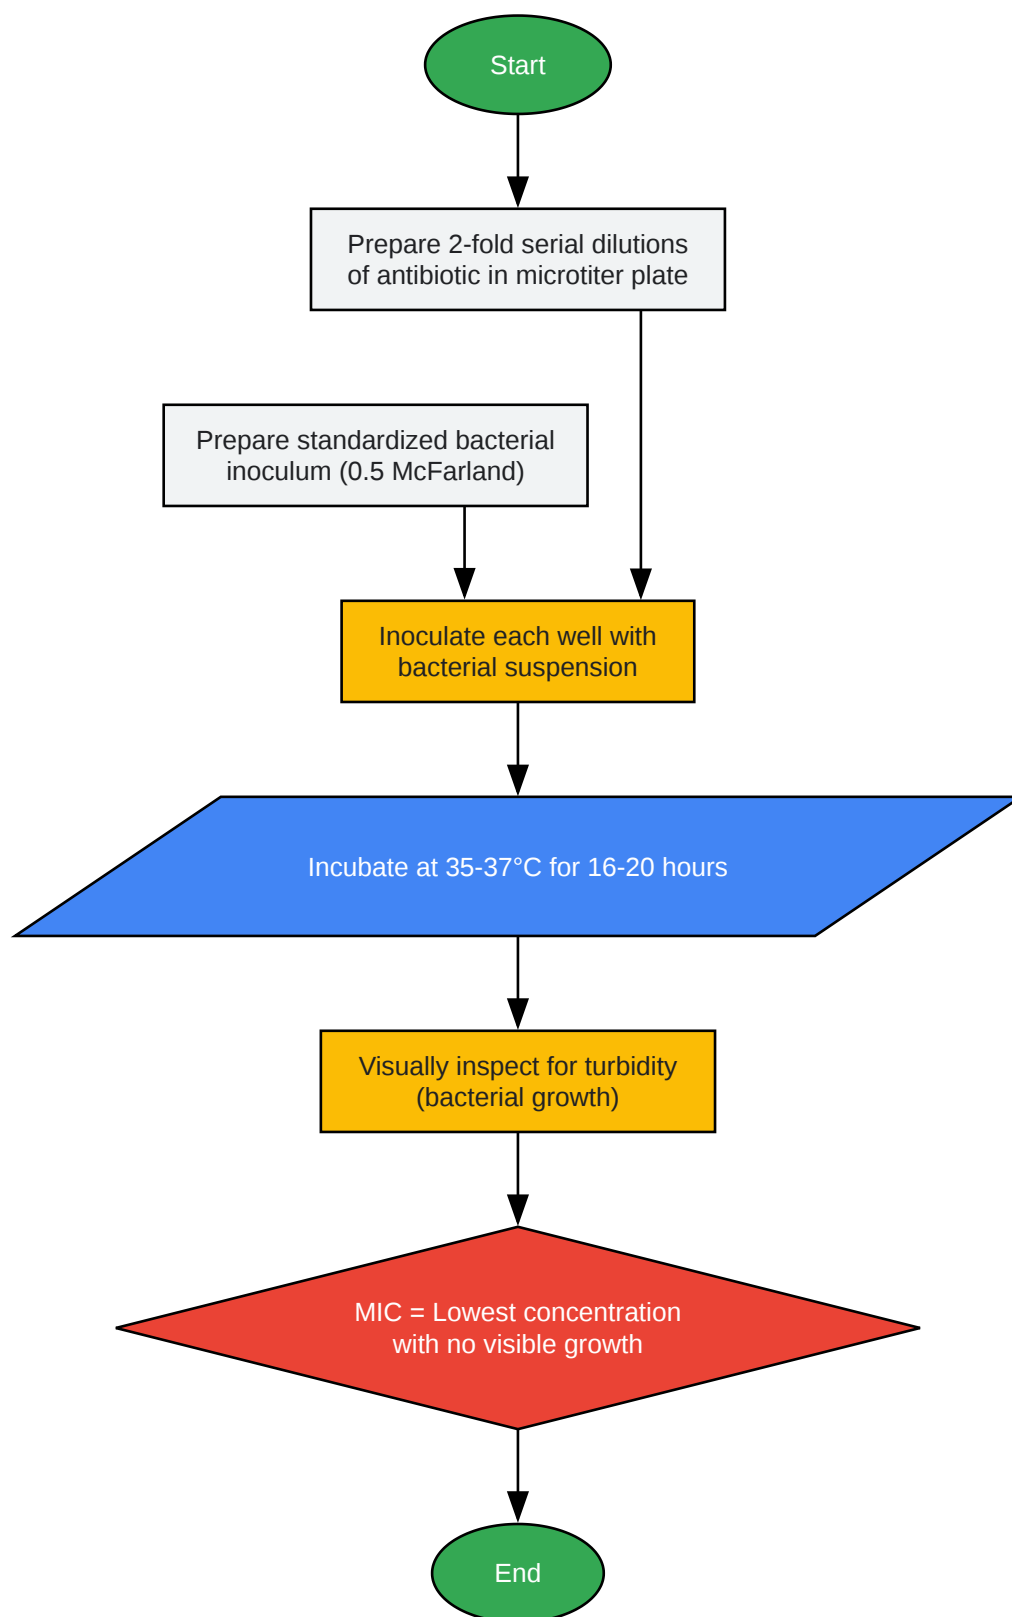 Start
Prepare 2-fold serial dilutions
of antibiotic in microtiter plate
Prepare standardized bacterial
inoculum (0.5 McFarland)
Inoculate each well with
bacterial suspension
Incubate at 35-37°C for 16-20 hours
Visually inspect for turbidity
(bacterial growth)
MIC = Lowest concentration
with no visible growth
End